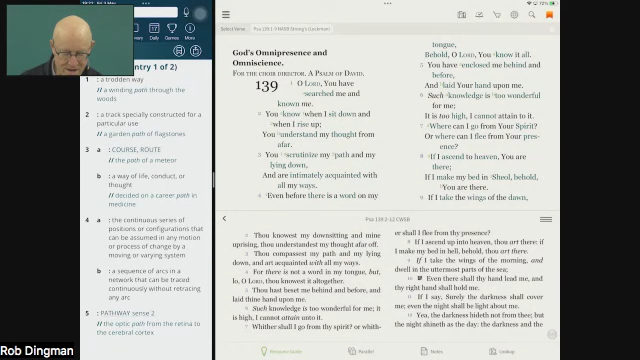 Daily
Games
More
(Entry 1 of 2)
1 : a trodden way
// a winding path through the
woods
2 : a track specially constructed for a
particular use
// a garden path of flagstones
3 a : COURSE, ROUTE
// the path of a meteor
b : a way of life, conduct, or
thought
// decided on a career path in
medicine
4 a : the continuous series of
positions or configurations that
can be assumed in any motion
or process of change by a
moving or varying system
b : a sequence of arcs in a
network that can be traced
continuously without retracing
any arc
5 : PATHWAY sense 2
// the optic path from the retina to
the cerebral cortex
Rob Dingman
Select Verse
Psa 139:1 NASB Strong's (Lockman)
72%
God's Omnipresence and
Omniscience.
For the choir director. A Psalm of David.
139 1 O Lord, You have
searched me and
known me.
2 You know when I sit down and
when I rise up;
You understand my thought from
afar.
3 You scrutinize my path and my
lying down,
And are intimately acquainted with
all my ways.
4 Even before there is a word on my
tongue,
Behold, O Lord, You know it all.
5 You have enclosed me behind and
before,
And laid Your hand upon me.
6 Such knowledge is too wonderful
for me;
It is too high, I cannot attain to it.
7 Where can I go from Your Spirit?
Or where can I flee from Your pres-
ence?
8 If I ascend to heaven, You are
there;
If I make my bed in Sheol, behold,
You are there.
9 If I take the wings of the dawn,
Psa 139:2-12 CWSB
2 Thou knowest my downsitting and mine
uprising, thou understandest my thought afar off.
3 Thou compassest my path and my lying
down, and art acquainted with all my ways.
4 For there is not a word in my tongue, but,
lo, O Lord, thou knowest it altogether.
5 Thou hast beset me behind and before, and
laid thine hand upon me.
6 Such knowledge is too wonderful for me; it
is high, I cannot attain unto it.
7 Whither shall I go from thy spirit? or whith-
er shall I flee from thy presence?
8 If I ascend up into heaven, thou art there: if
I make my bed in hell, behold, thou art there.
9 If I take the wings of the morning, and
dwell in the uttermost parts of the sea;
10 Even there shall thy hand lead me, and
thy right hand shall hold me.
11 If I say, Surely the darkness shall cover
me; even the night shall be light about me.
12 Yea, the darkness hideth not from thee; but
the night shineth as the day: the darkness and the
Parallel
Notes
Lookup